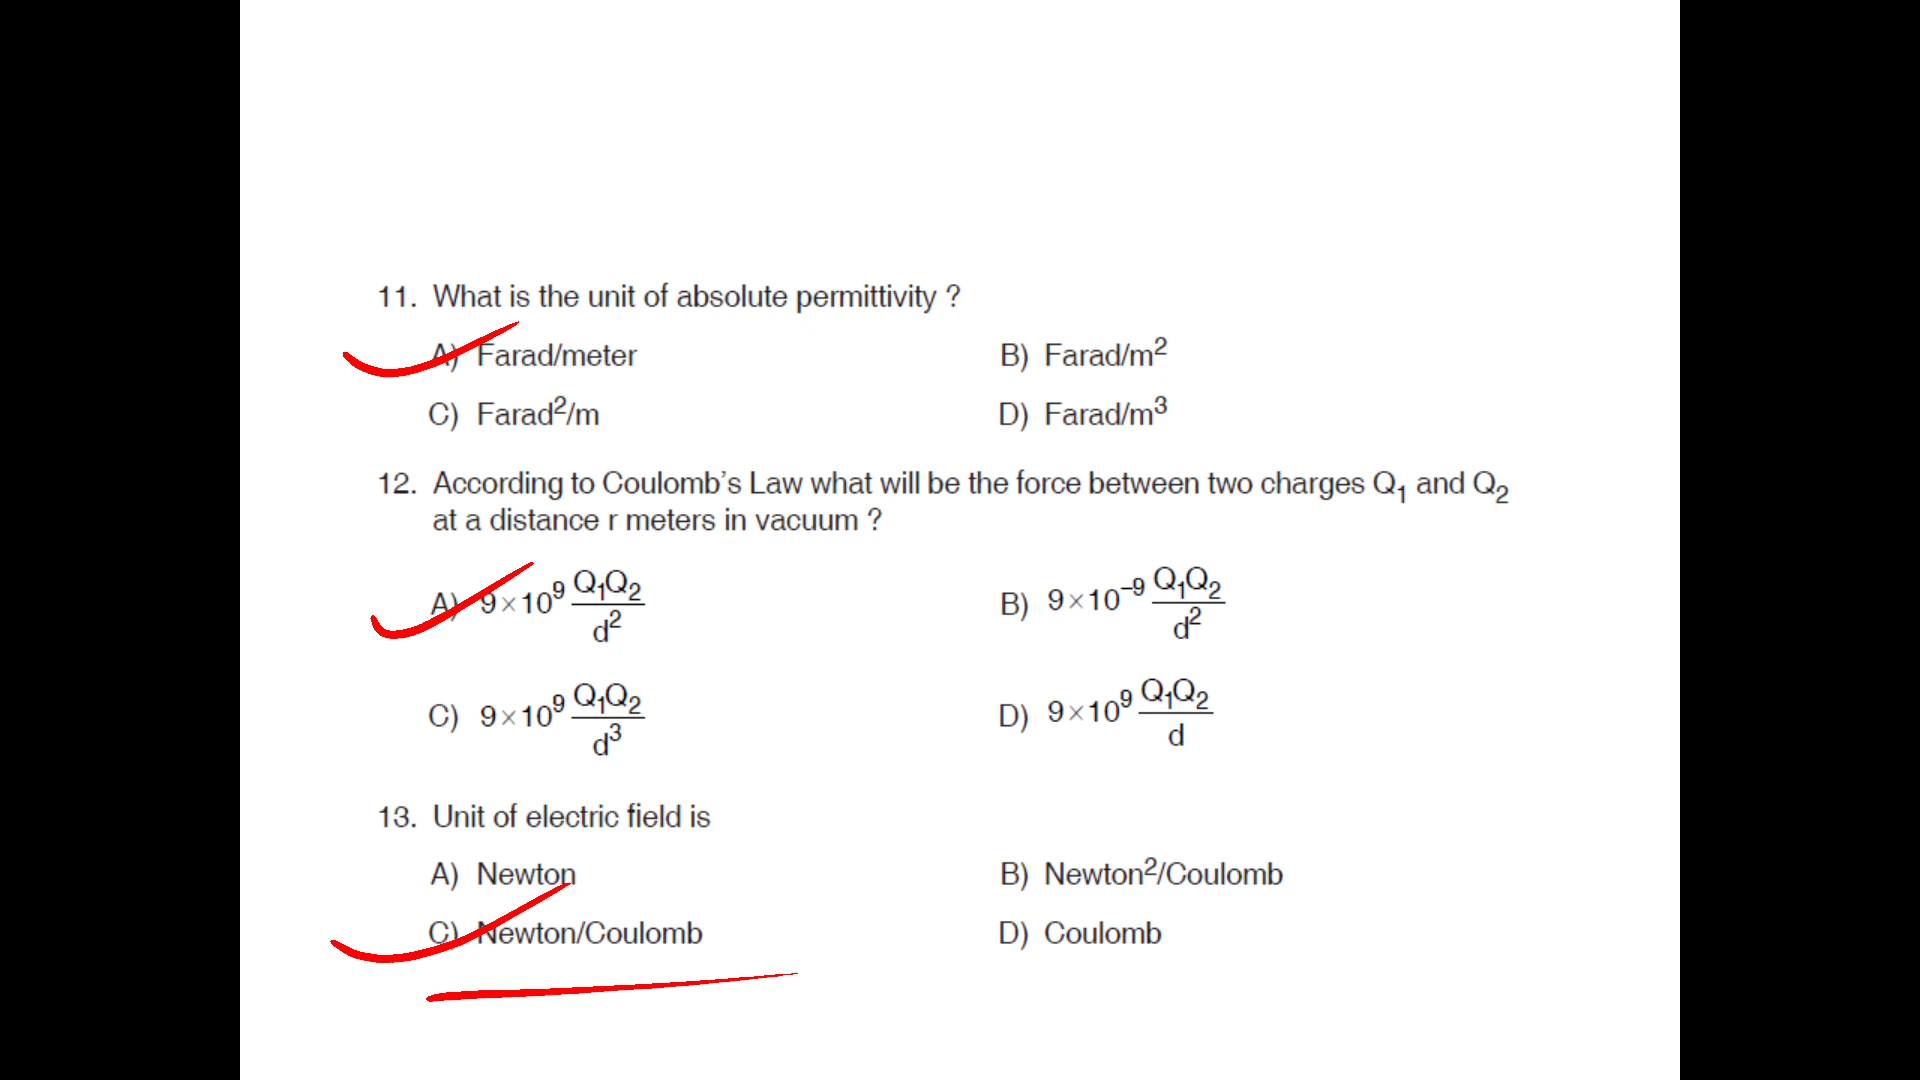 11. What is the unit of absolute permittivity ?
A) Farad/meter B) Farad/m²
C) Farad²/m D) Farad/m³
12. According to Coulomb's Law what will be the force between two charges Q₁ and Q₂
at a distance r meters in vacuum ?
A) 9×10⁹ Q₁Q₂/d² B) 9×10⁻⁹ Q₁Q₂/d²
C) 9×10⁹ Q₁Q₂/d³ D) 9×10⁹ Q₁Q₂/d
13. Unit of electric field is
A) Newton B) Newton²/Coulomb
C) Newton/Coulomb D) Coulomb